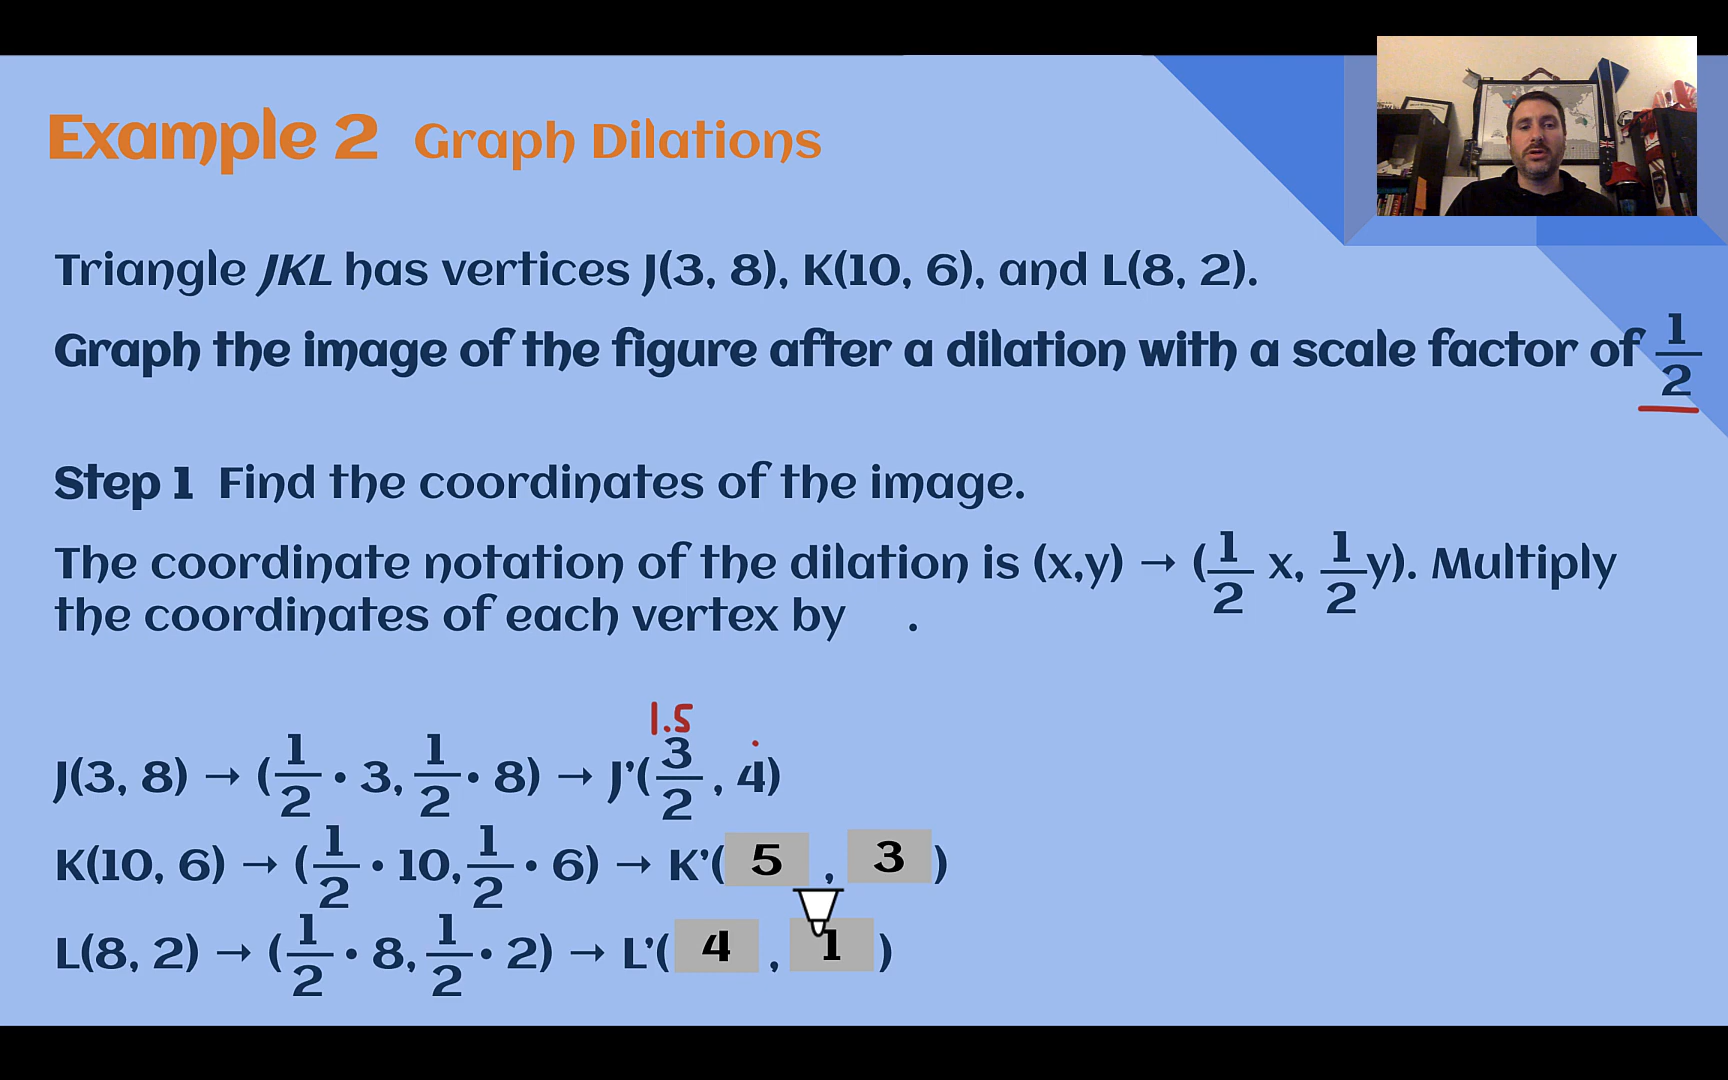 Example 2 Graph Dilations
Triangle JKL has vertices J(3, 8), K(10, 6), and L(8, 2).
Graph the image of the figure after a dilation with a scale factor of 1/2
Step 1 Find the coordinates of the image.
The coordinate notation of the dilation is (x,y) → (1/2 x, 1/2 y). Multiply
the coordinates of each vertex by .
1.5
J(3, 8) → (1/2 • 3, 1/2 • 8) → J’(3/2 , 4)
K(10, 6) → (1/2 • 10, 1/2 • 6) → K’( 5 , 3 )
L(8, 2) → (1/2 • 8, 1/2 • 2) → L’( 4 , 1 )